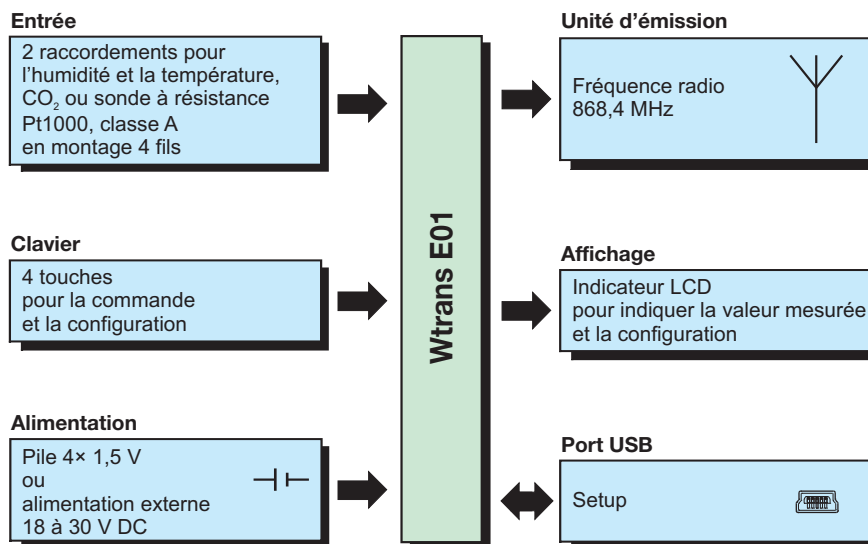 Entrée
2 raccordements pour
l'humidité et la température,
CO₂ ou sonde à résistance
Pt1000, classe A
en montage 4 fils
Clavier
4 touches
pour la commande
et la configuration
Alimentation
Pile 4× 1,5 V
ou
alimentation externe
18 à 30 V DC
Wtrans E01
Unité d'émission
Fréquence radio
868,4 MHz
Affichage
Indicateur LCD
pour indiquer la valeur mesurée
et la configuration
Port USB
Setup